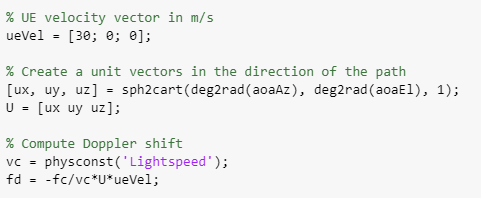 % UE velocity vector in m/s
ueVel = [30; 0; 0];
% Create a unit vectors in the direction of the path
[ux, uy, uz] = sph2cart(deg2rad(aoaAz), deg2rad(aoaEl), 1);
U = [ux uy uz];
% Compute Doppler shift
vc = physconst('Lightspeed');
fd = -fc/vc*U*ueVel;